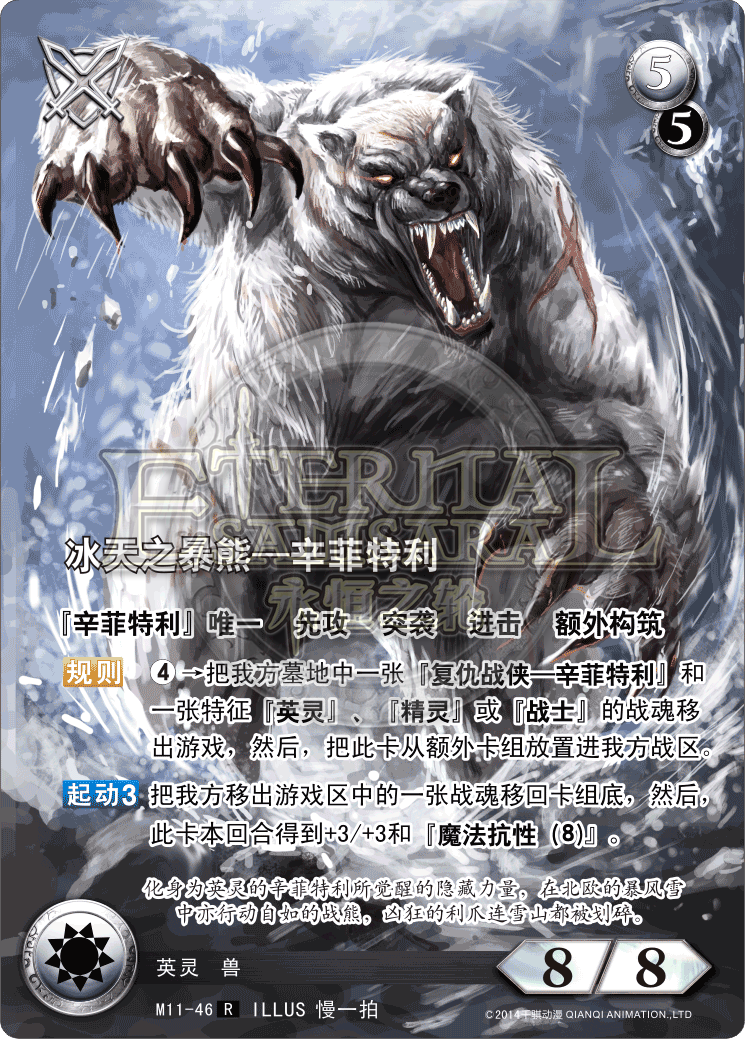 5
5
ETERNAL
SAMSARA
永恒之轮
冰天之暴熊—辛菲特利
『辛菲特利』唯一 先攻 突袭 进击 额外构筑
规则 ④→把我方墓地中一张『复仇战侠—辛菲特利』和
一张特征『英灵』、『精灵』或『战士』的战魂移
出游戏，然后，把此卡从额外卡组放置进我方战区。
起动3 把我方移出游戏区中的一张战魂移回卡组底，然后，
此卡本回合得到+3/+3和『魔法抗性（8）』。
化身为英灵的辛菲特利所觉醒的隐藏力量，在北欧的暴风雪
中亦行动自如的战熊，凶狂的利爪连雪山都被划碎。
英灵 兽
8/8
M11-46 R ILLUS 慢一拍
©2014千骐动漫 QIANQI ANIMATION.,LTD